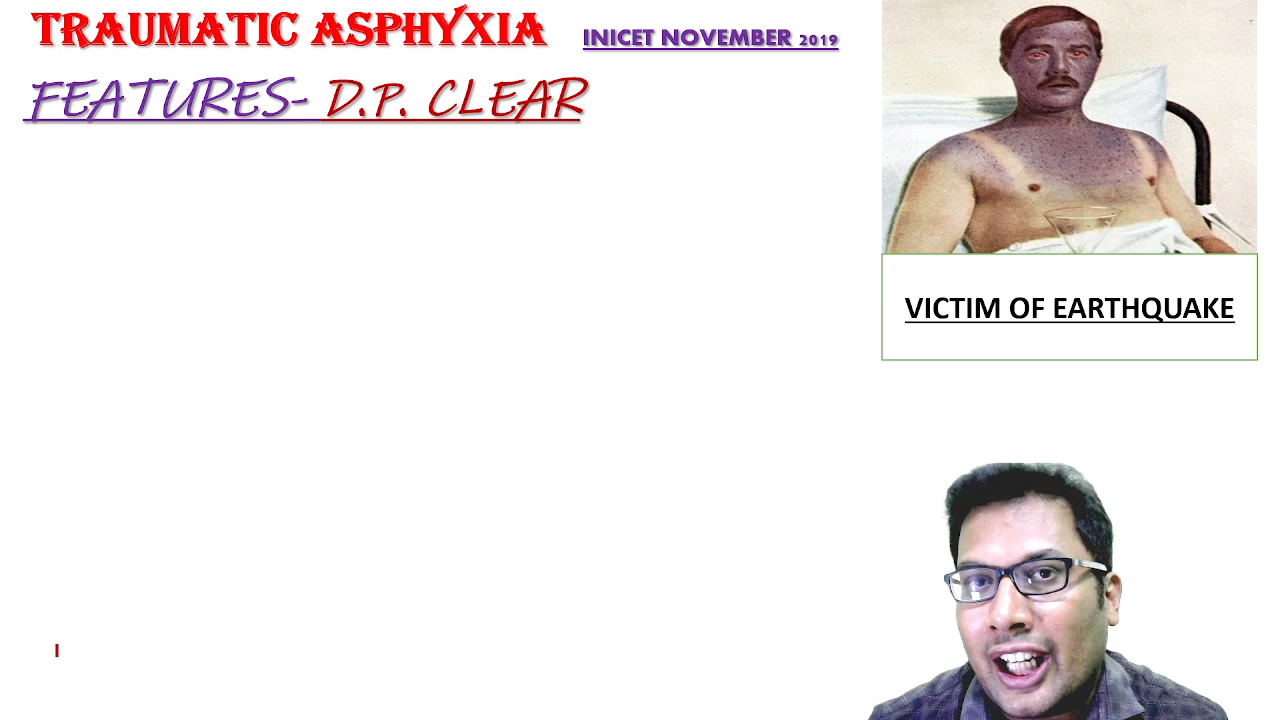 TRAUMATIC ASPHYXIA INICET NOVEMBER 2019
FEATURES- D.P. CLEAR
VICTIM OF EARTHQUAKE
I